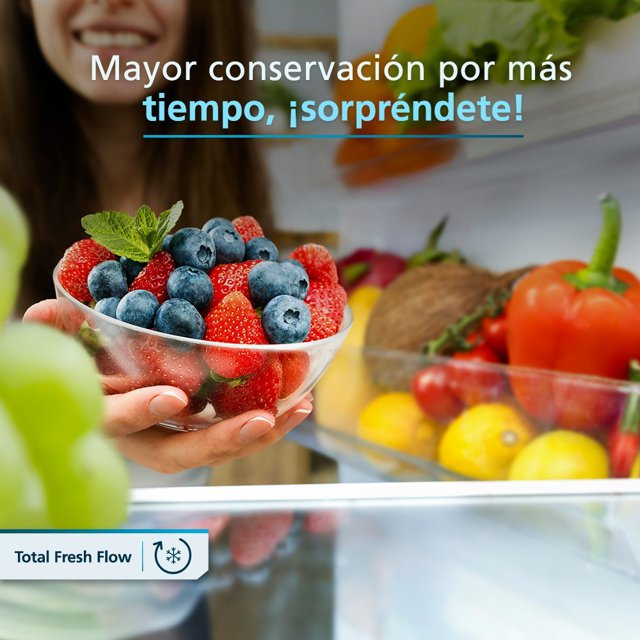 Mayor conservación por más
tiempo, ¡sorpréndete!
Total Fresh Flow